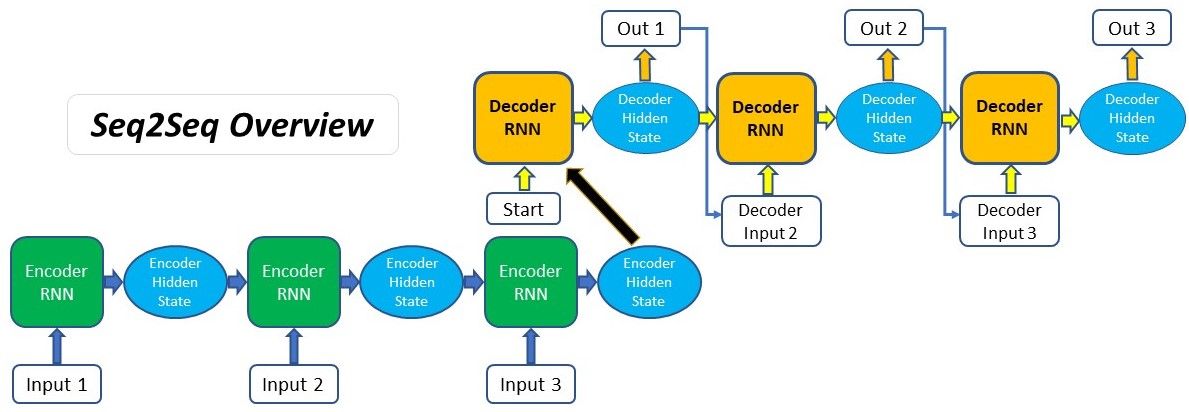 Seq2Seq Overview
Out 1
Out 2
Out 3
Decoder
RNN
Decoder
Hidden
State
Decoder
RNN
Decoder
Hidden
State
Decoder
RNN
Decoder
Hidden
State
Start
Decoder
Input 2
Decoder
Input 3
Encoder
RNN
Encoder
Hidden
State
Encoder
RNN
Encoder
Hidden
State
Encoder
RNN
Encoder
Hidden
State
Input 1
Input 2
Input 3